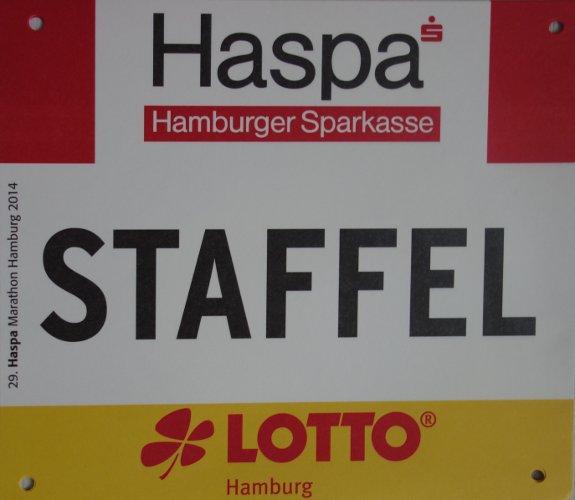 Haspa
Hamburger Sparkasse
29. Haspa Marathon Hamburg 2014
STAFFEL
LOTTO®
Hamburg